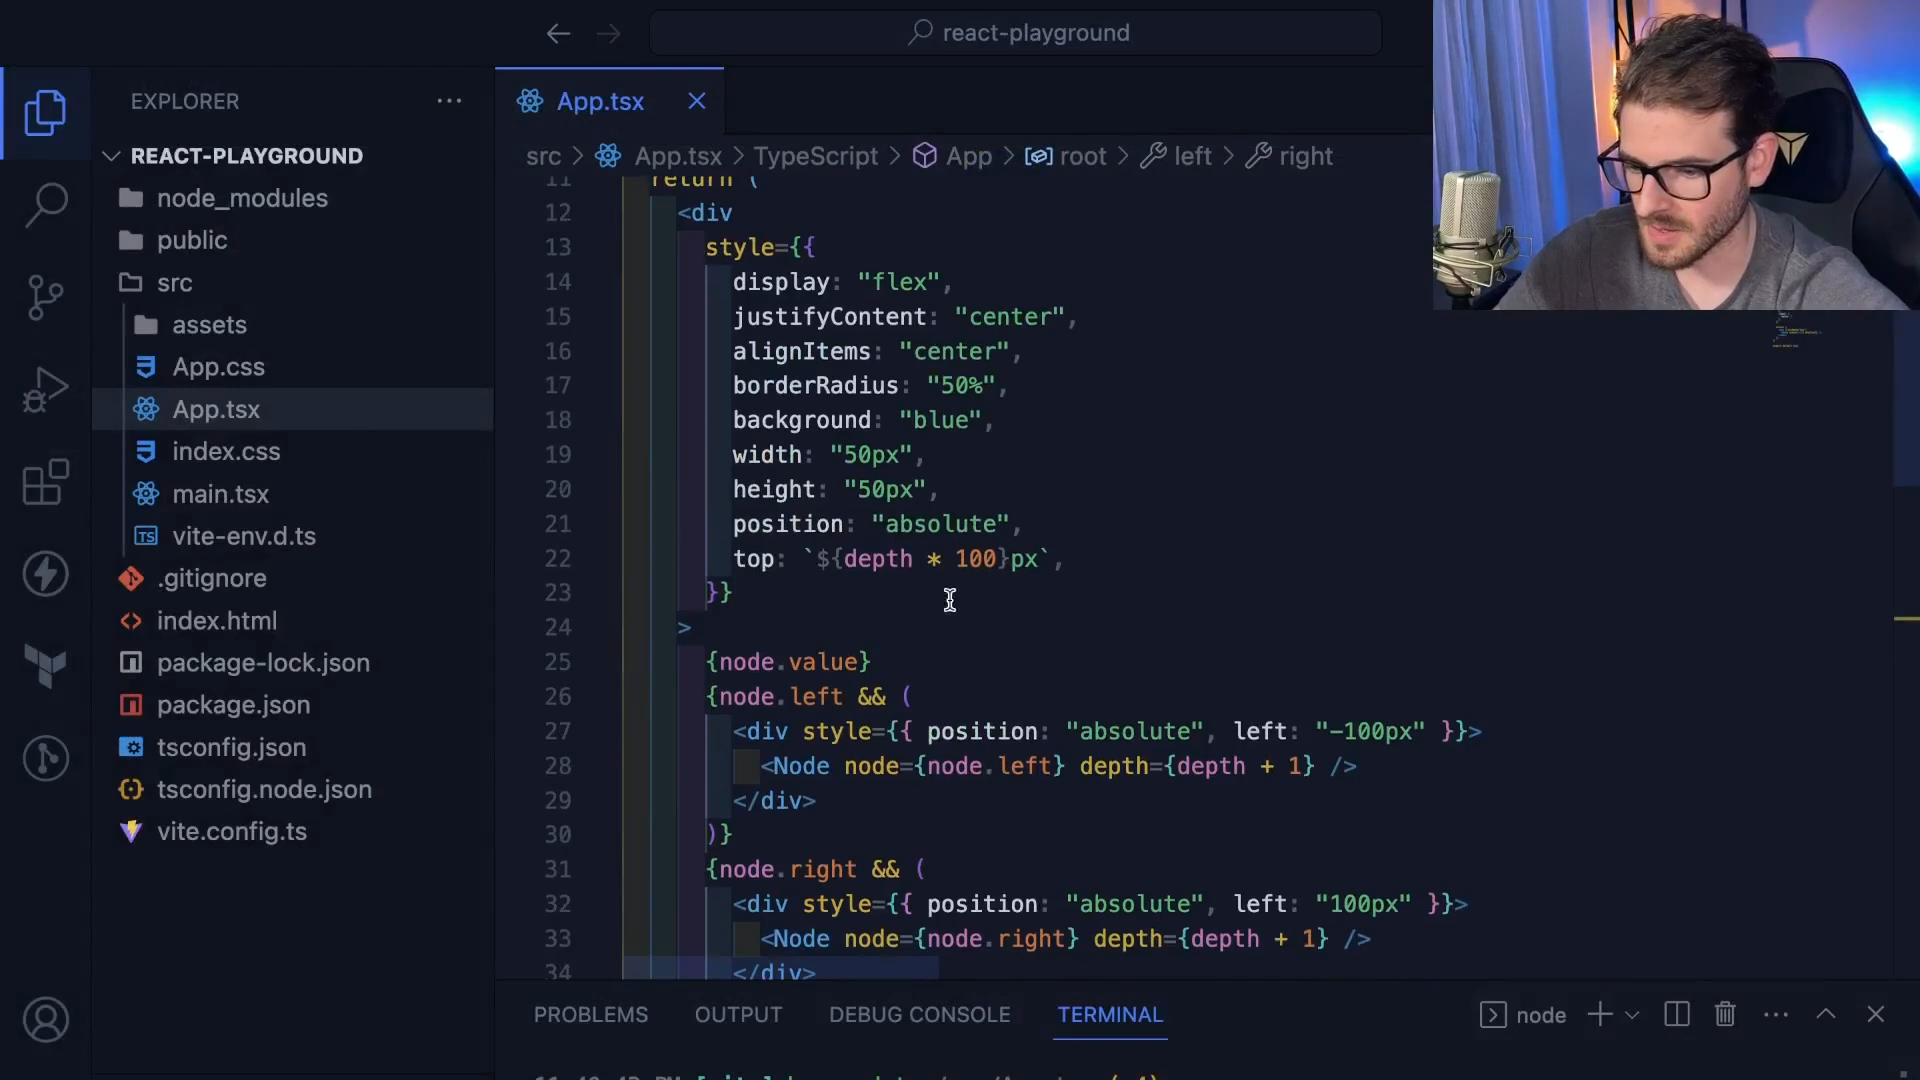 react-playground
EXPLORER
App.tsx
REACT-PLAYGROUND
src > App.tsx > TypeScript > App > root > left > right
node_modules
public
src
assets
App.css
App.tsx
index.css
main.tsx
vite-env.d.ts
.gitignore
index.html
package-lock.json
package.json
tsconfig.json
tsconfig.node.json
vite.config.ts
11 return (
12 <div
13 style={{
14 display: "flex",
15 justifyContent: "center",
16 alignItems: "center",
17 borderRadius: "50%",
18 background: "blue",
19 width: "50px",
20 height: "50px",
21 position: "absolute",
22 top: `${depth * 100}px`,
23 }}
24 >
25 {node.value}
26 {node.left && (
27 <div style={{ position: "absolute", left: "-100px" }}>
28 <Node node={node.left} depth={depth + 1} />
29 </div>
30 )}
31 {node.right && (
32 <div style={{ position: "absolute", left: "100px" }}>
33 <Node node={node.right} depth={depth + 1} />
34 </div>
PROBLEMS OUTPUT DEBUG CONSOLE TERMINAL node